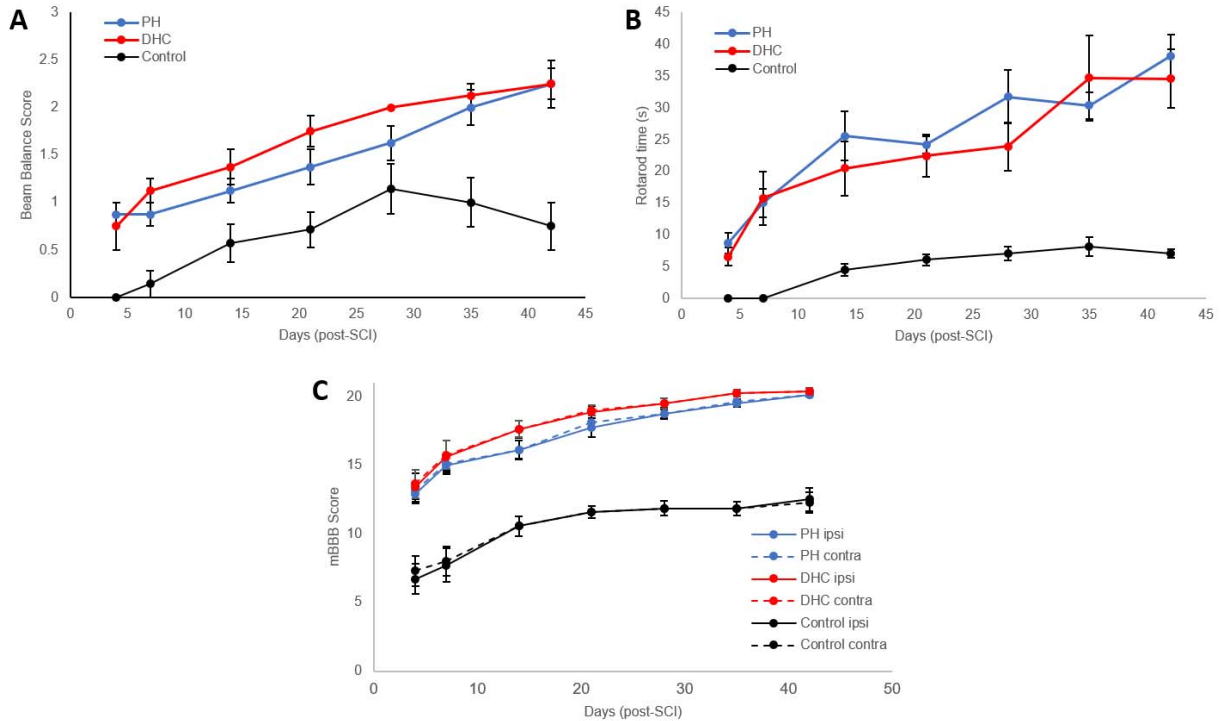 A
PH
DHC
Control
Beam Balance Score
3
2.5
2
1.5
1
0.5
0
0 5 10 15 20 25 30 35 40 45
Days (post-SCI)
B
PH
DHC
Control
Rotarod time (s)
45
40
35
30
25
20
15
10
5
0
0 5 10 15 20 25 30 35 40 45
Days (post-SCI)
C
mBBB Score
20
15
10
5
0
PH ipsi
PH contra
DHC ipsi
DHC contra
Control ipsi
Control contra
0 10 20 30 40 50
Days (post-SCI)